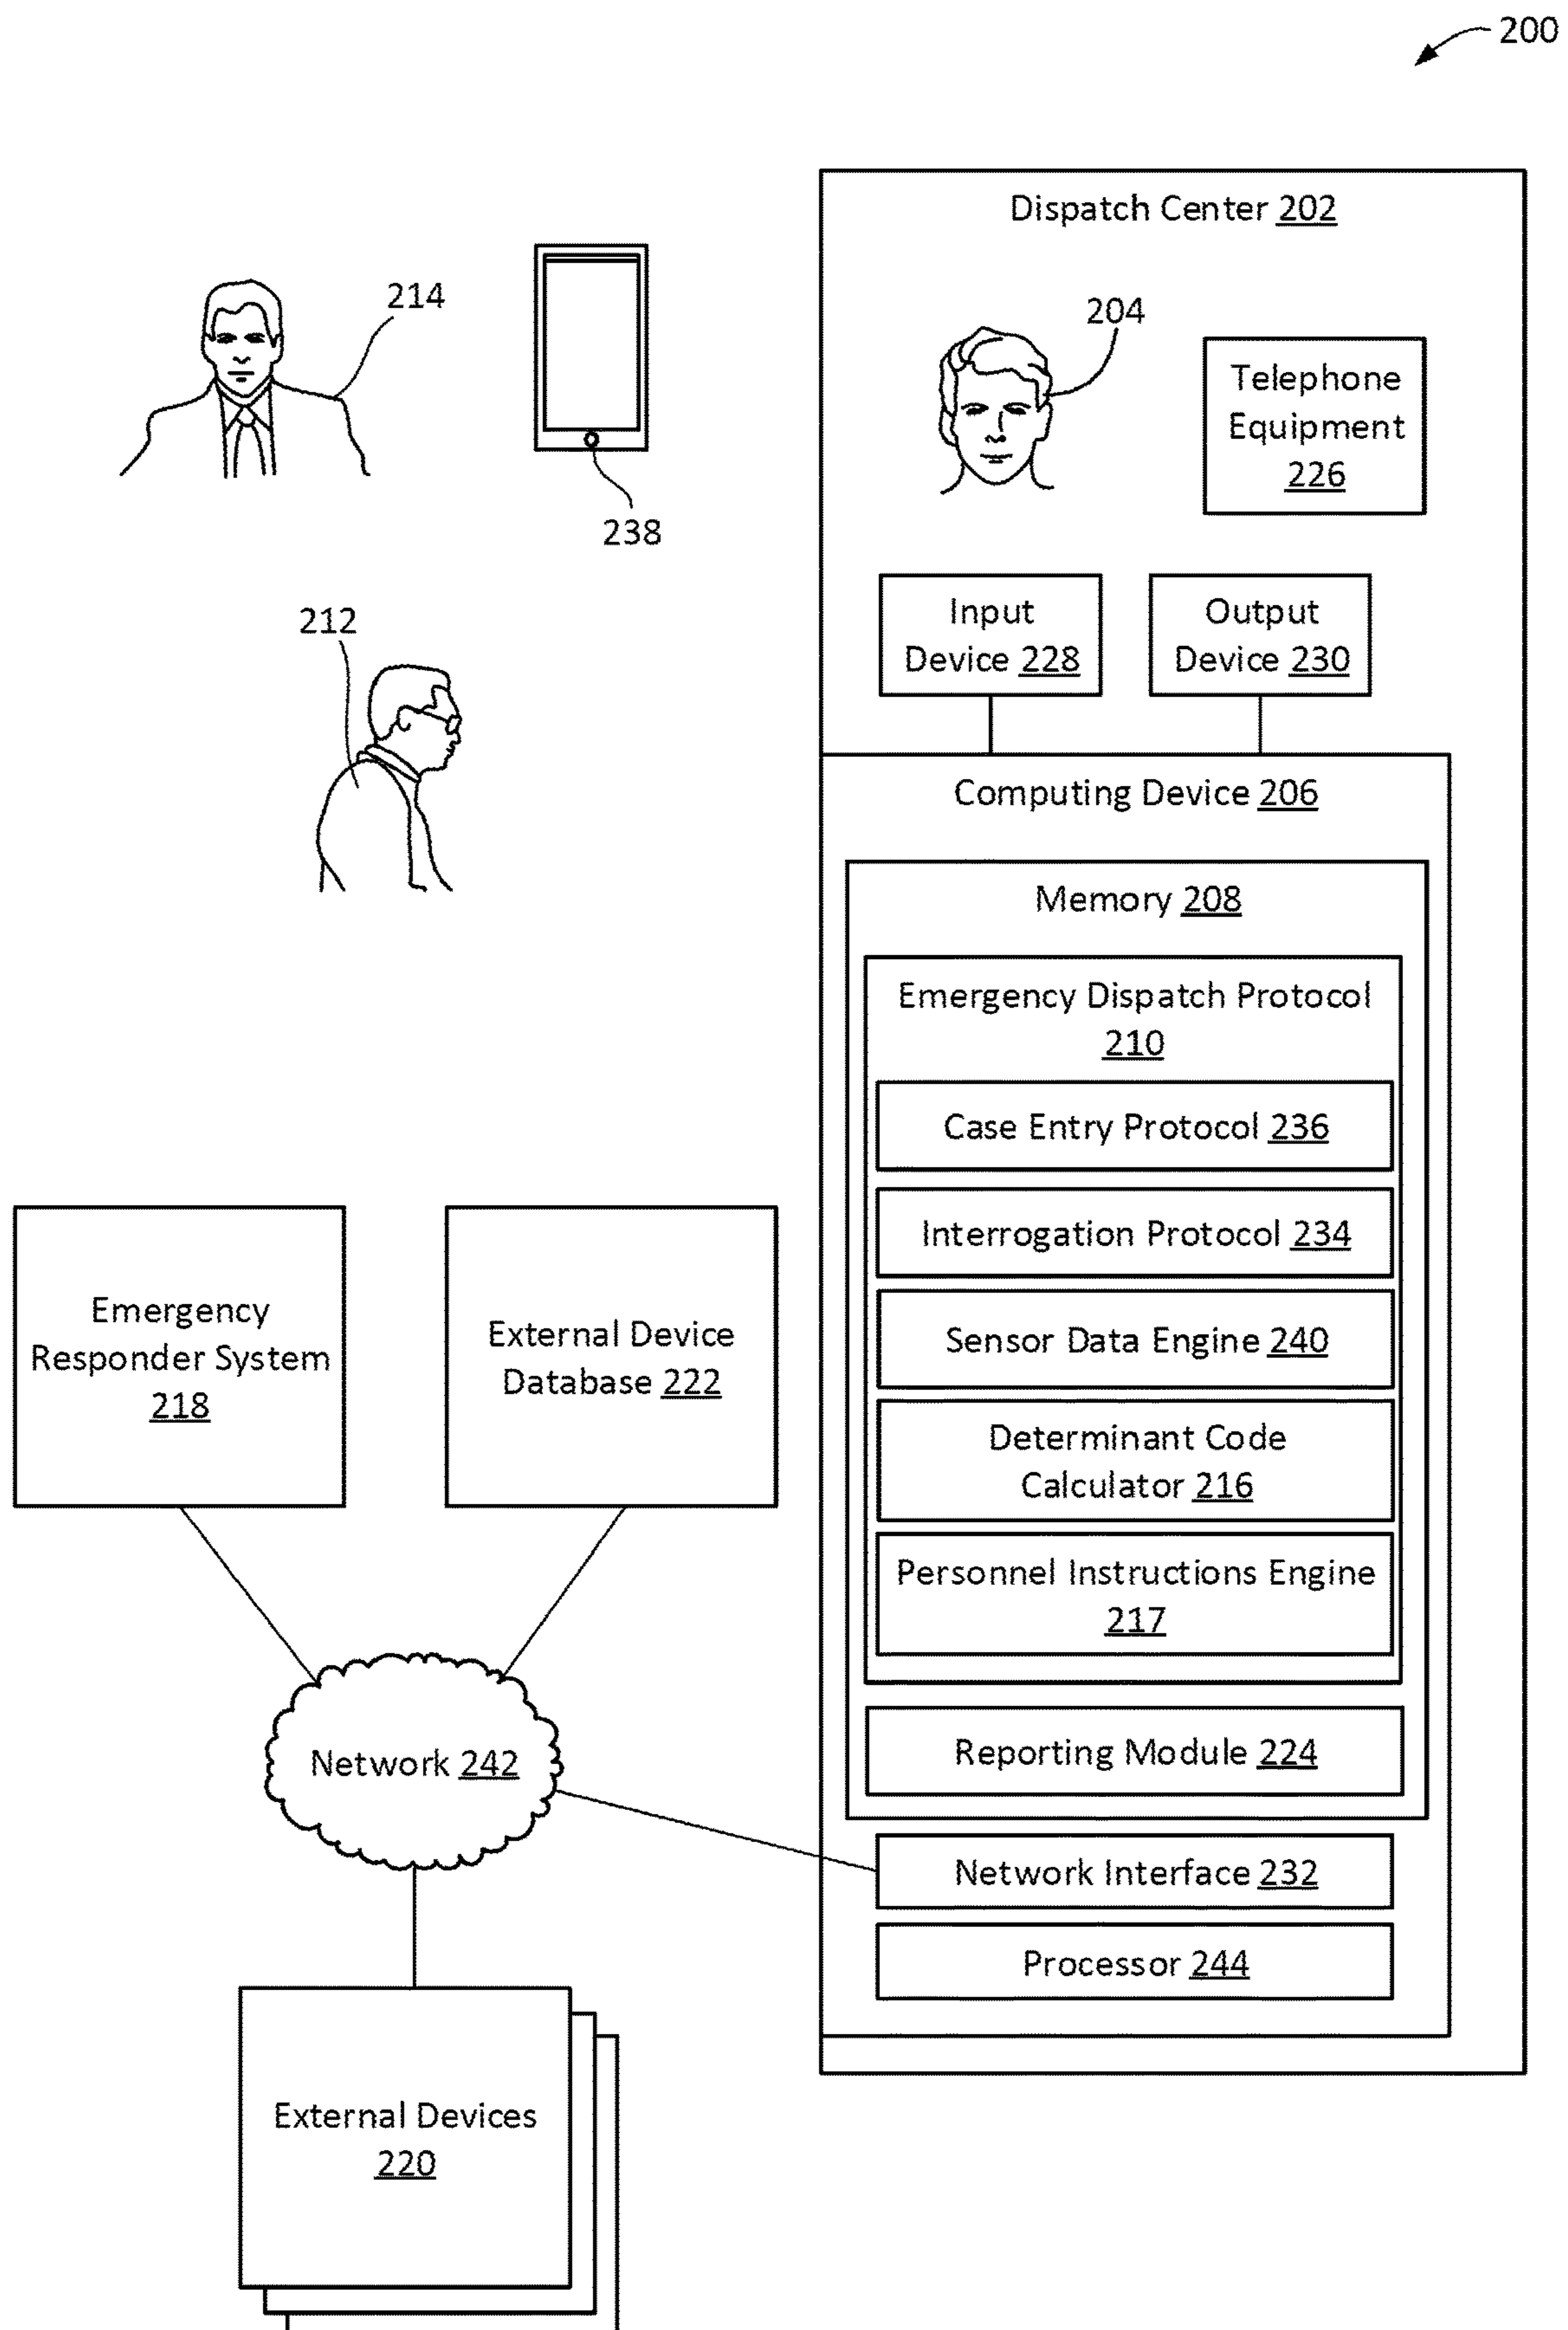 200
Dispatch Center 202
214
204
Telephone
Equipment
226
238
212
Input
Device 228
Output
Device 230
Computing Device 206
Memory 208
Emergency Dispatch Protocol
210
Case Entry Protocol 236
Interrogation Protocol 234
Sensor Data Engine 240
Determinant Code
Calculator 216
Personnel Instructions Engine
217
Reporting Module 224
Network Interface 232
Processor 244
Emergency
Responder System
218
External Device
Database 222
Network 242
External Devices
220